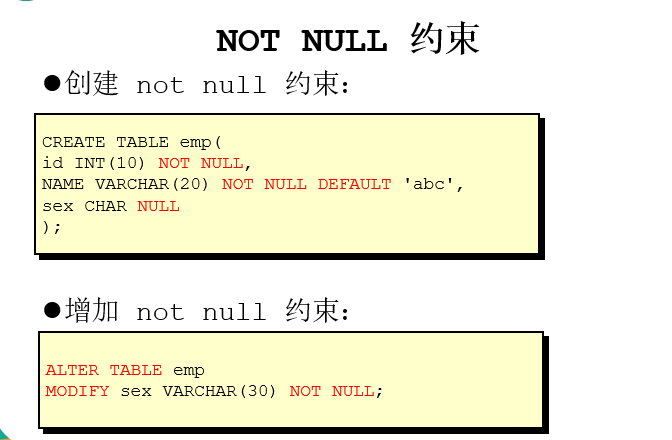 NOT NULL 约束
●创建 not null 约束：
CREATE TABLE emp(
id INT(10) NOT NULL,
NAME VARCHAR(20) NOT NULL DEFAULT 'abc',
sex CHAR NULL
);
●增加 not null 约束：
ALTER TABLE emp
MODIFY sex VARCHAR(30) NOT NULL;